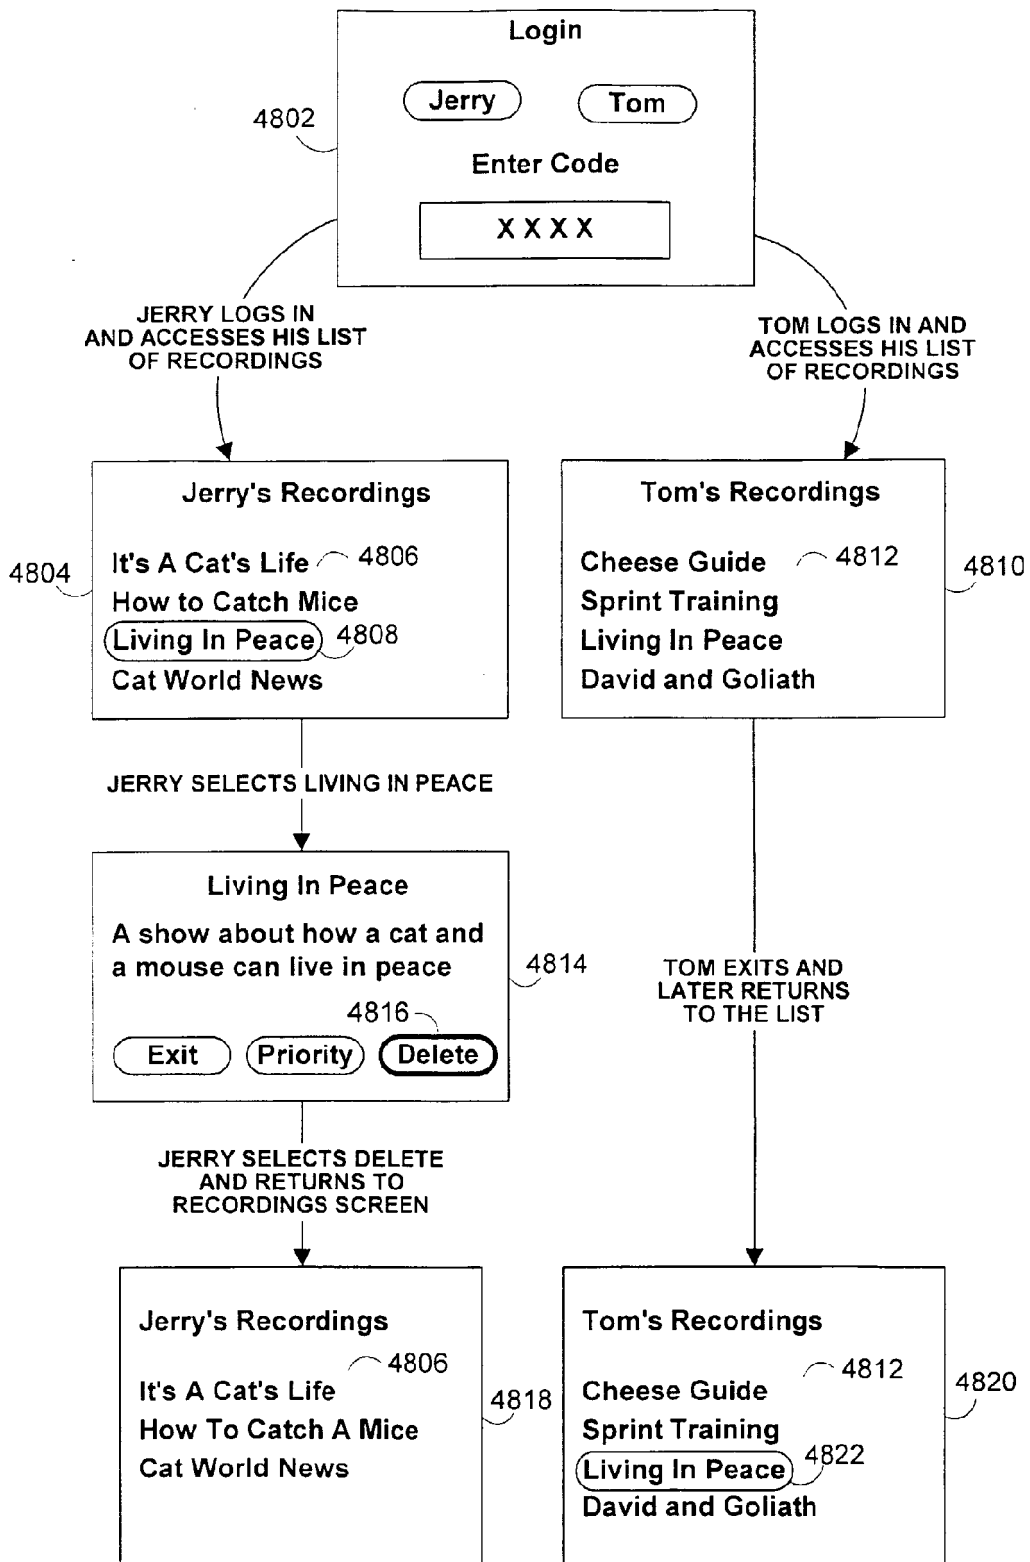 Login
Jerry
Tom
4802
Enter Code
X X X X
JERRY LOGS IN
AND ACCESSES HIS LIST
OF RECORDINGS
TOM LOGS IN AND
ACCESSES HIS LIST
OF RECORDINGS
Jerry's Recordings
It's A Cat's Life
4806
4804
How to Catch Mice
Living In Peace
4808
Cat World News
Tom's Recordings
Cheese Guide
4812
4810
Sprint Training
Living In Peace
David and Goliath
JERRY SELECTS LIVING IN PEACE
Living In Peace
A show about how a cat and
a mouse can live in peace
4814
4816
Exit
Priority
Delete
TOM EXITS AND
LATER RETURNS
TO THE LIST
JERRY SELECTS DELETE
AND RETURNS TO
RECORDINGS SCREEN
Jerry's Recordings
4806
It's A Cat's Life
4818
How To Catch A Mice
Cat World News
Tom's Recordings
4812
4820
Cheese Guide
Sprint Training
Living In Peace
4822
David and Goliath